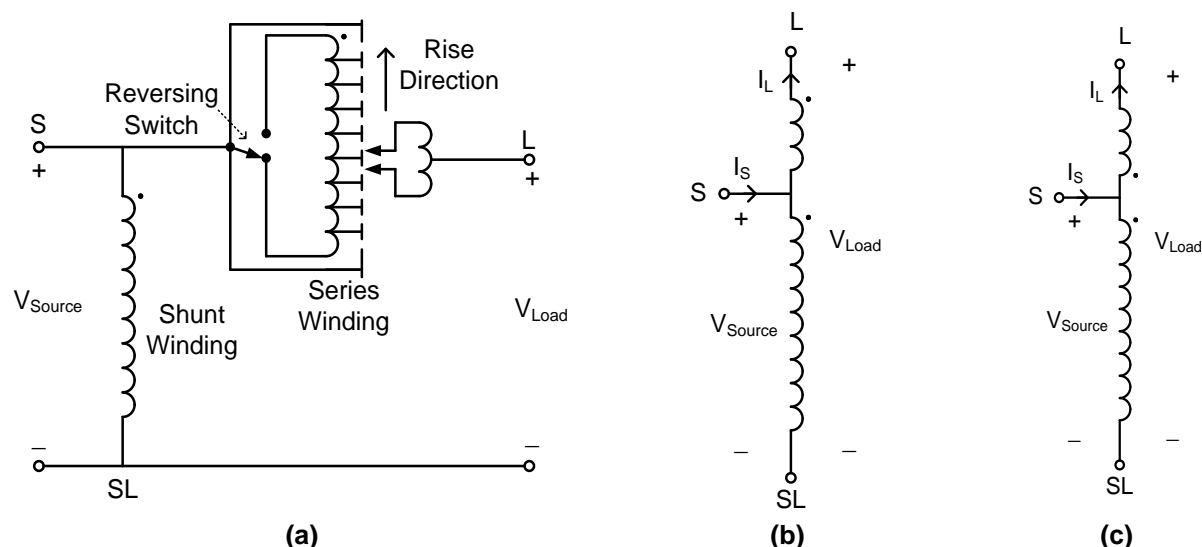 Rise
Direction
Reversing
Switch
S
+
L
+
V_Source
Shunt
Winding
Series
Winding
V_Load
–
–
SL
(a)
L
+
I_L
I_S
S
+
V_Load
V_Source
–
–
SL
(b)
L
+
I_L
I_S
S
+
V_Load
V_Source
–
–
SL
(c)